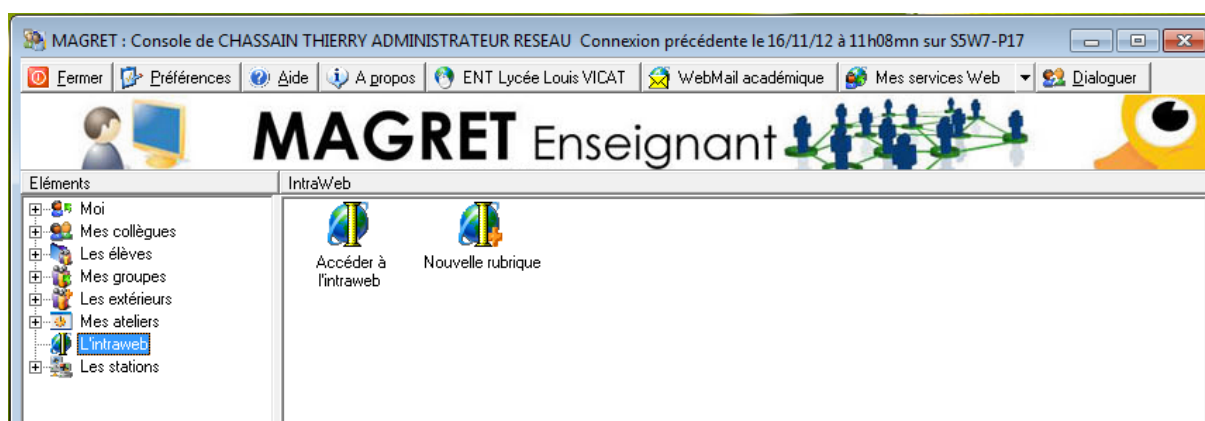 MAGRET : Console de CHASSAIN THIERRY ADMINISTRATEUR RESEAU Connexion précédente le 16/11/12 à 11h08mn sur S5W7-P17
Fermer Préférences Aide A propos ENT Lycée Louis VICAT WebMail académique Mes services Web Dialoguer
MAGRET Enseignant
Eléments IntraWeb
Moi
Mes collègues
Les élèves
Mes groupes
Les extérieurs
Mes ateliers
L'intraweb
Les stations
Accéder à
l'intraweb
Nouvelle rubrique